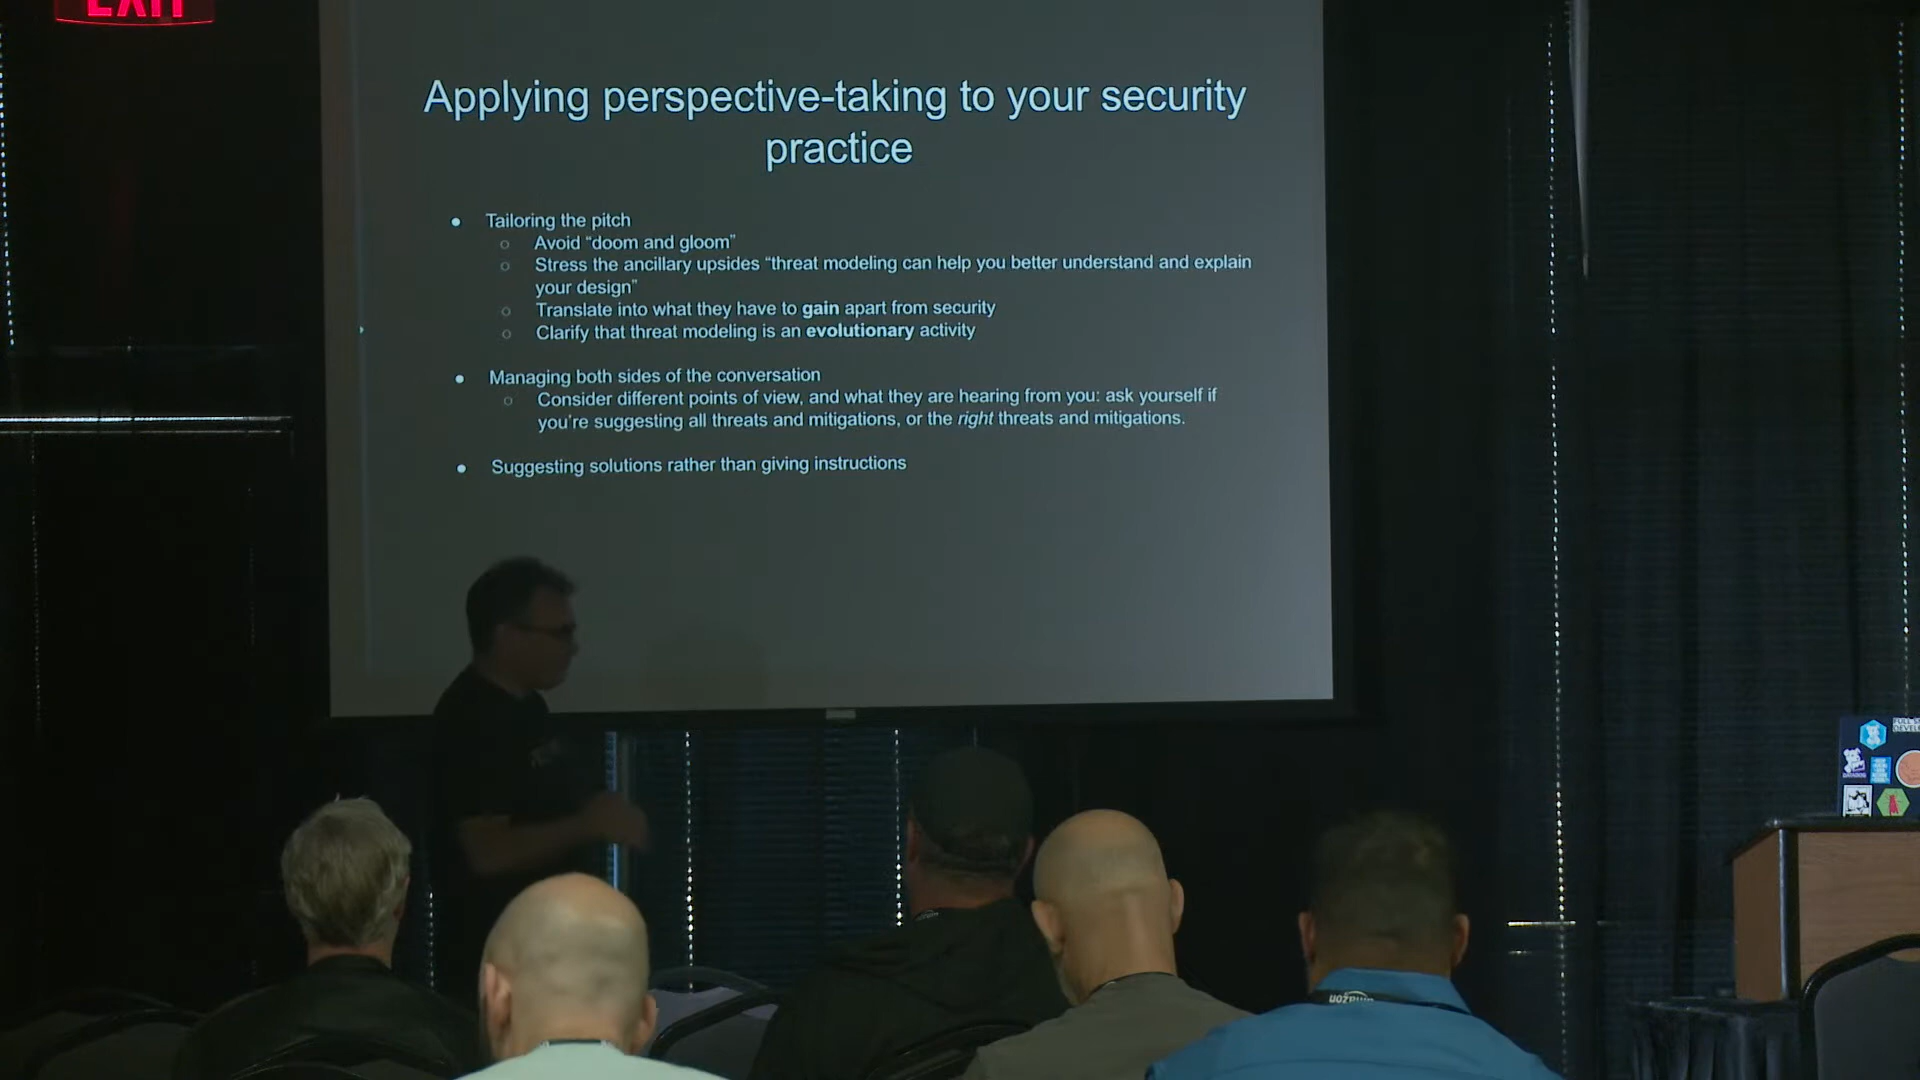 EXIT
Applying perspective-taking to your security
practice
● Tailoring the pitch
○ Avoid “doom and gloom”
○ Stress the ancillary upsides “threat modeling can help you better understand and explain
your design”
○ Translate into what they have to gain apart from security
○ Clarify that threat modeling is an evolutionary activity
● Managing both sides of the conversation
○ Consider different points of view, and what they are hearing from you: ask yourself if
you’re suggesting all threats and mitigations, or the right threats and mitigations.
● Suggesting solutions rather than giving instructions
amazon